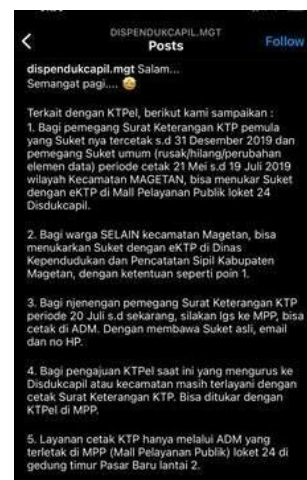 DISPENDUKCAPIL.MGT
Posts
Follow
dispendukcapil.mgt Salam...
Semangat pagi....
Terkait dengan KTPel, berikut kami sampaikan :
1. Bagi pemegang Surat Keterangan KTP pemula
yang Suket nya tercetak s.d 31 Desember 2019 dan
pemegang Suket umum (rusak/hilang/perubahan
elemen data) periode cetak 21 Mei s.d 19 Juli 2019
wilayah Kecamatan MAGETAN, bisa menukar Suket
dengan eKTP di Mall Pelayanan Publik loket 24
Disdukcapil.
2. Bagi warga SELAIN kecamatan Magetan, bisa
menukarkan Suket dengan eKTP di Dinas
Kependudukan dan Pencatatan Sipil Kabupaten
Magetan, dengan ketentuan seperti poin 1.
3. Bagi njenengan pemegang Surat Keterangan KTP
periode 20 Juli s.d sekarang, silakan lgs ke MPP, bisa
cetak di ADM. Dengan membawa Suket asli, email
dan no HP.
4. Bagi pengajuan KTPel saat ini yang mengurus ke
Disdukcapil atau kecamatan masih terlayani dengan
cetak Surat Keterangan KTP. Bisa ditukar dengan
KTPel di MPP.
5. Layanan cetak KTP hanya melalui ADM yang
terletak di MPP (Mall Pelayanan Publik) loket 24 di
gedung timur Pasar Baru lantai 2.